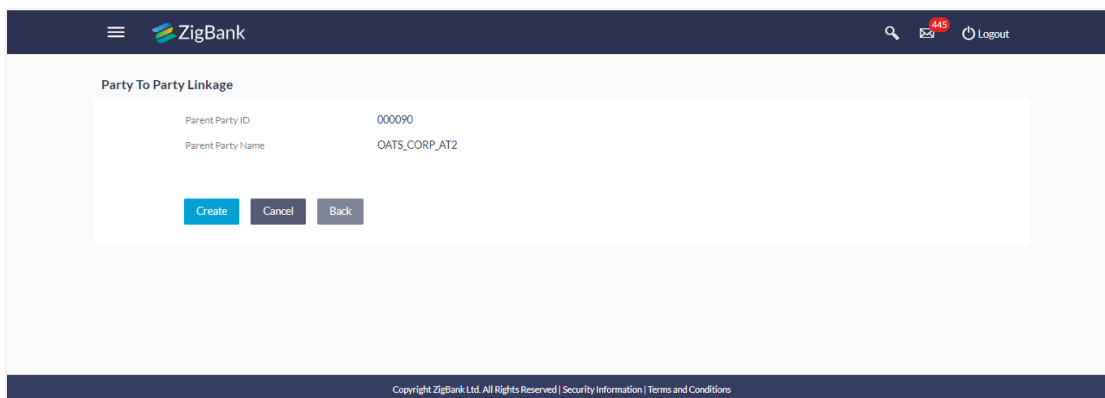 ZigBank
445
Logout
Party To Party Linkage
Parent Party ID 000090
Parent Party Name OATS_CORP_AT2
Create Cancel Back
Copyright ZigBank Ltd. All Rights Reserved | Security Information | Terms and Conditions